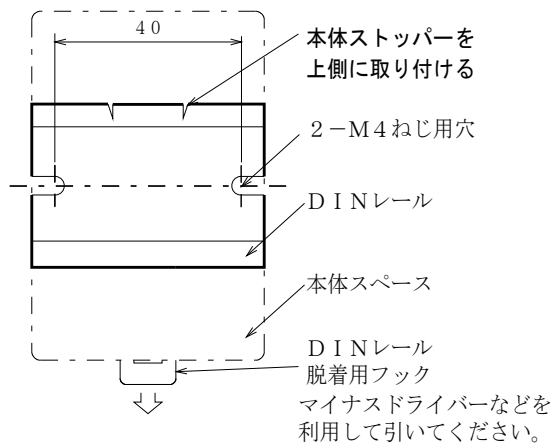 40
本体ストッパーを
上側に取り付ける
２－Ｍ４ねじ用穴
ＤＩＮレール
本体スペース
ＤＩＮレール
脱着用フック
マイナスドライバーなどを
利用して引いてください。